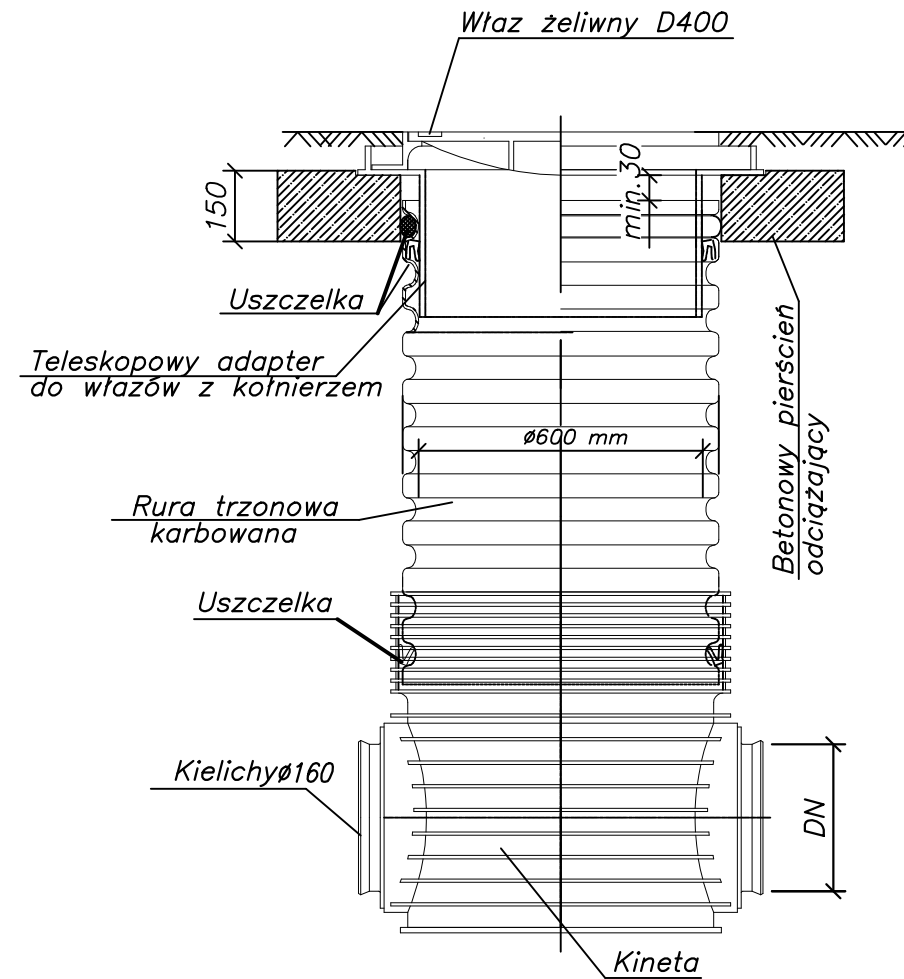 Właz żeliwny D400
150
min. 30
Uszczelka
Teleskopowy adapter
do włazów z kołnierzem
Betonowy pierścień
odciążający
ø600 mm
Rura trzonowa
karbowana
Uszczelka
Kielichyø160
DN
Kineta